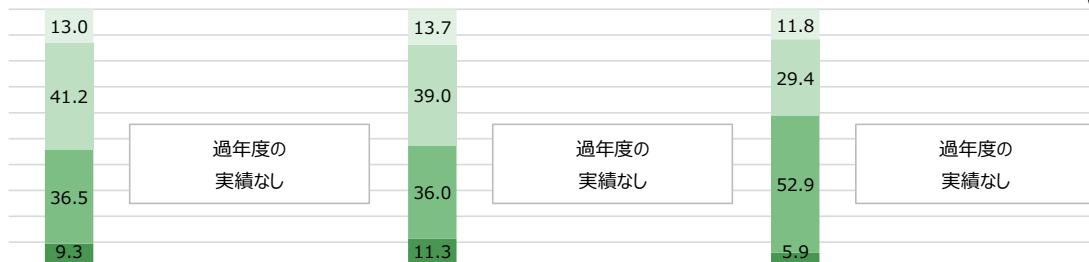 13.0
41.2
36.5
9.3
過年度の
実績なし
13.7
39.0
36.0
11.3
過年度の
実績なし
11.8
29.4
52.9
5.9
過年度の
実績なし